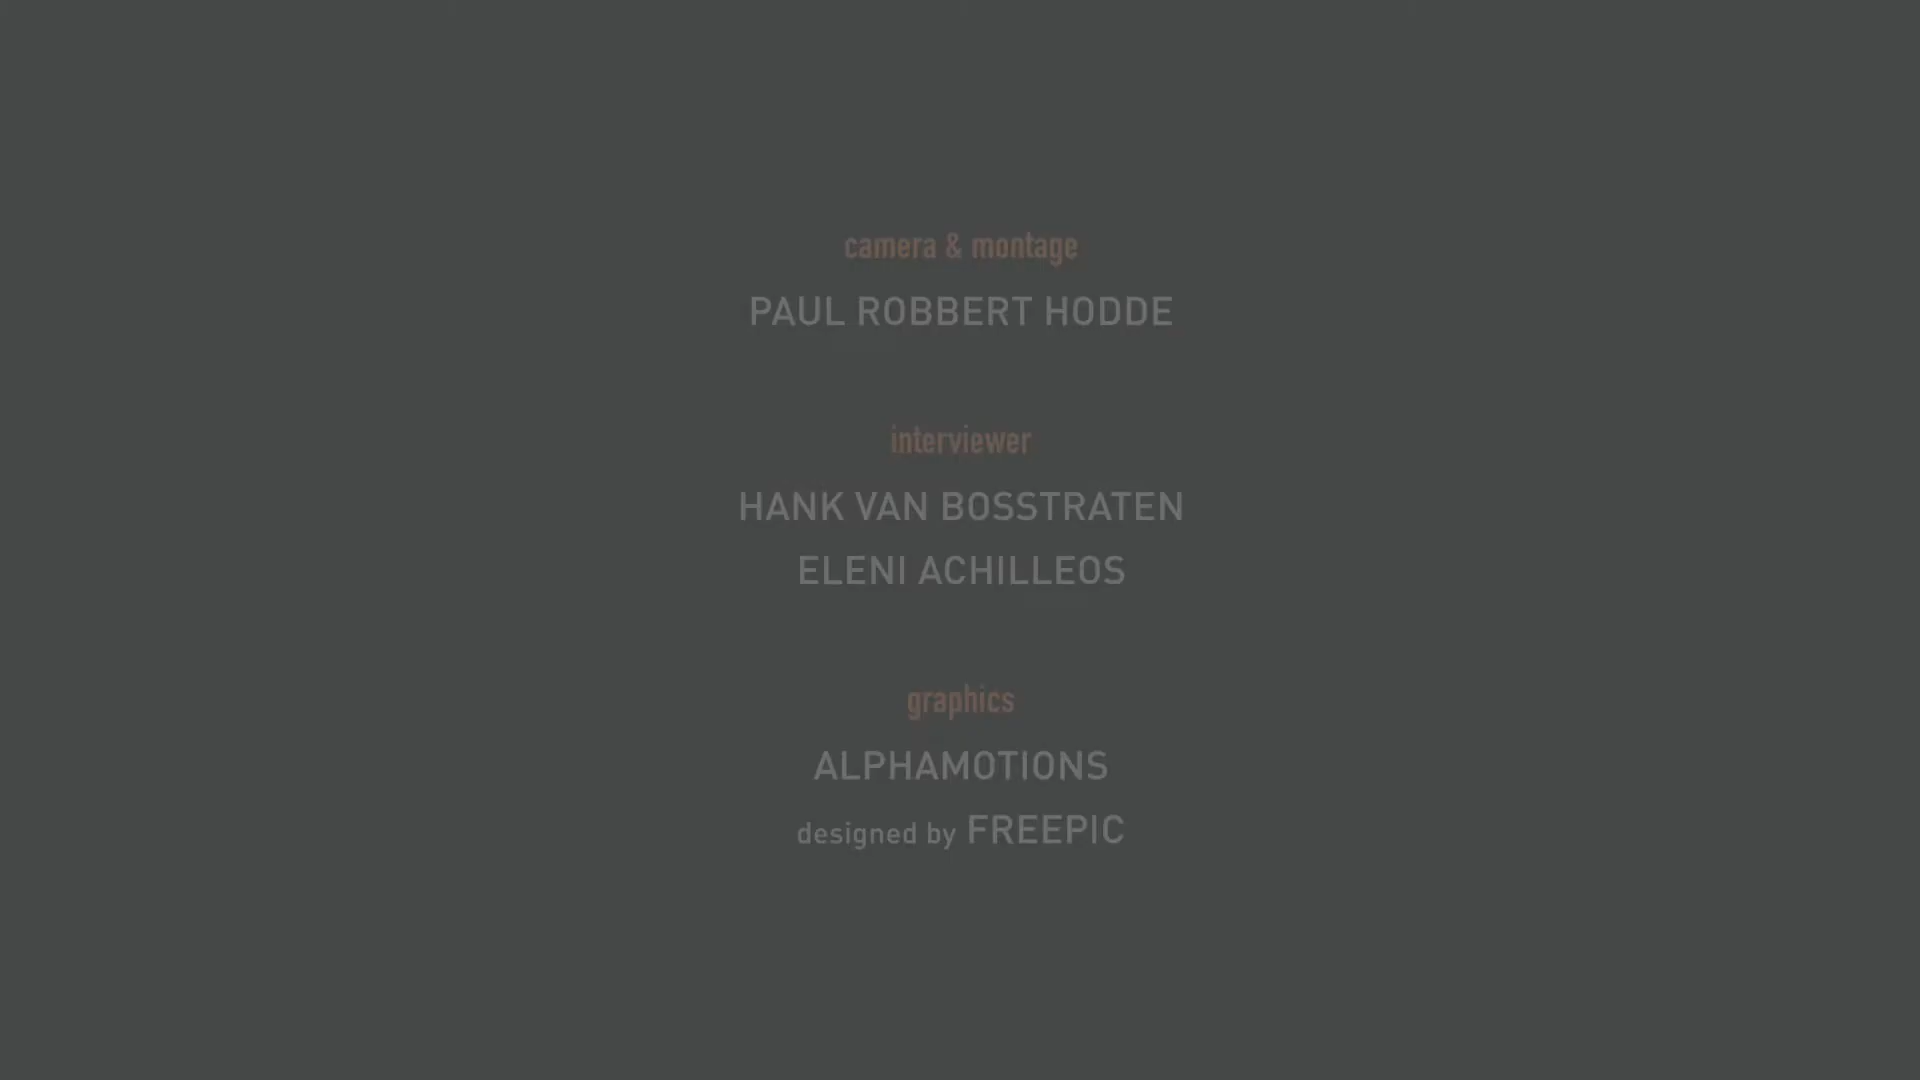 camera & montage
PAUL ROBBERT HODDE
interviewer
HANK VAN BOSSTRATEN
ELENI ACHILLEOS
graphics
ALPHAMOTIONS
designed by FREEPIC